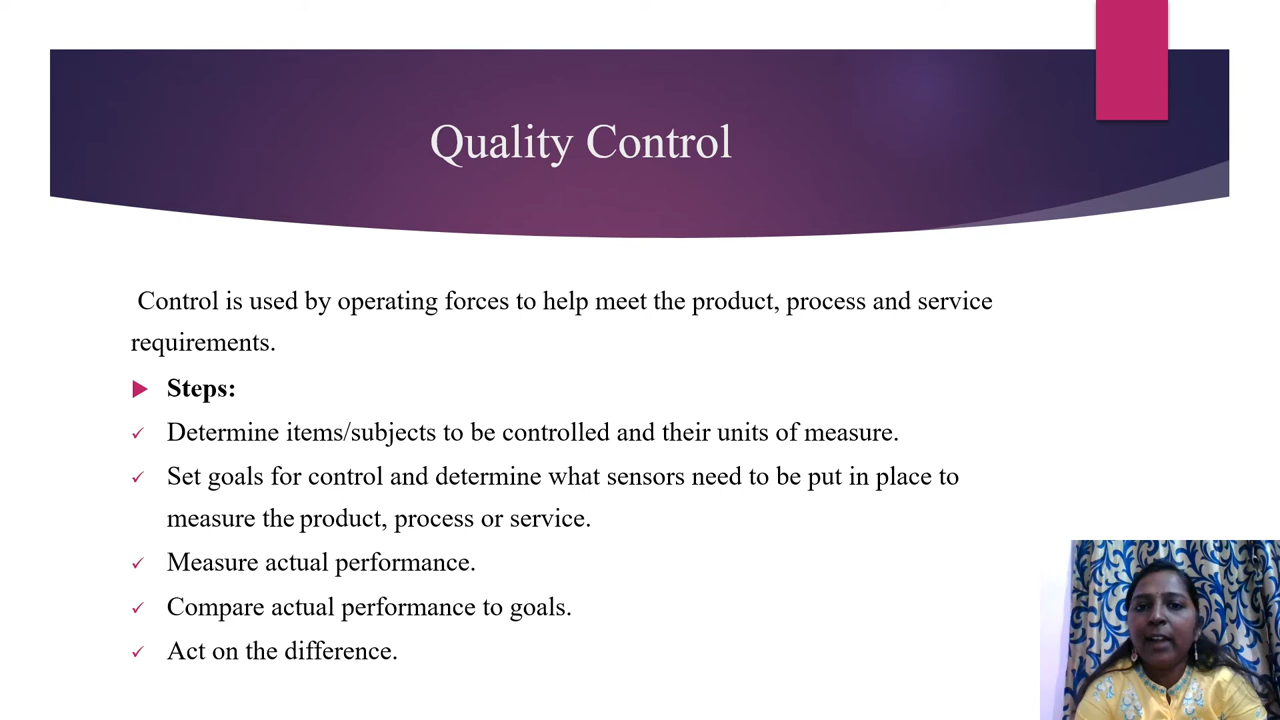 Quality Control
Control is used by operating forces to help meet the product, process and service
requirements.
Steps:
Determine items/subjects to be controlled and their units of measure.
Set goals for control and determine what sensors need to be put in place to
measure the product, process or service.
Measure actual performance.
Compare actual performance to goals.
Act on the difference.